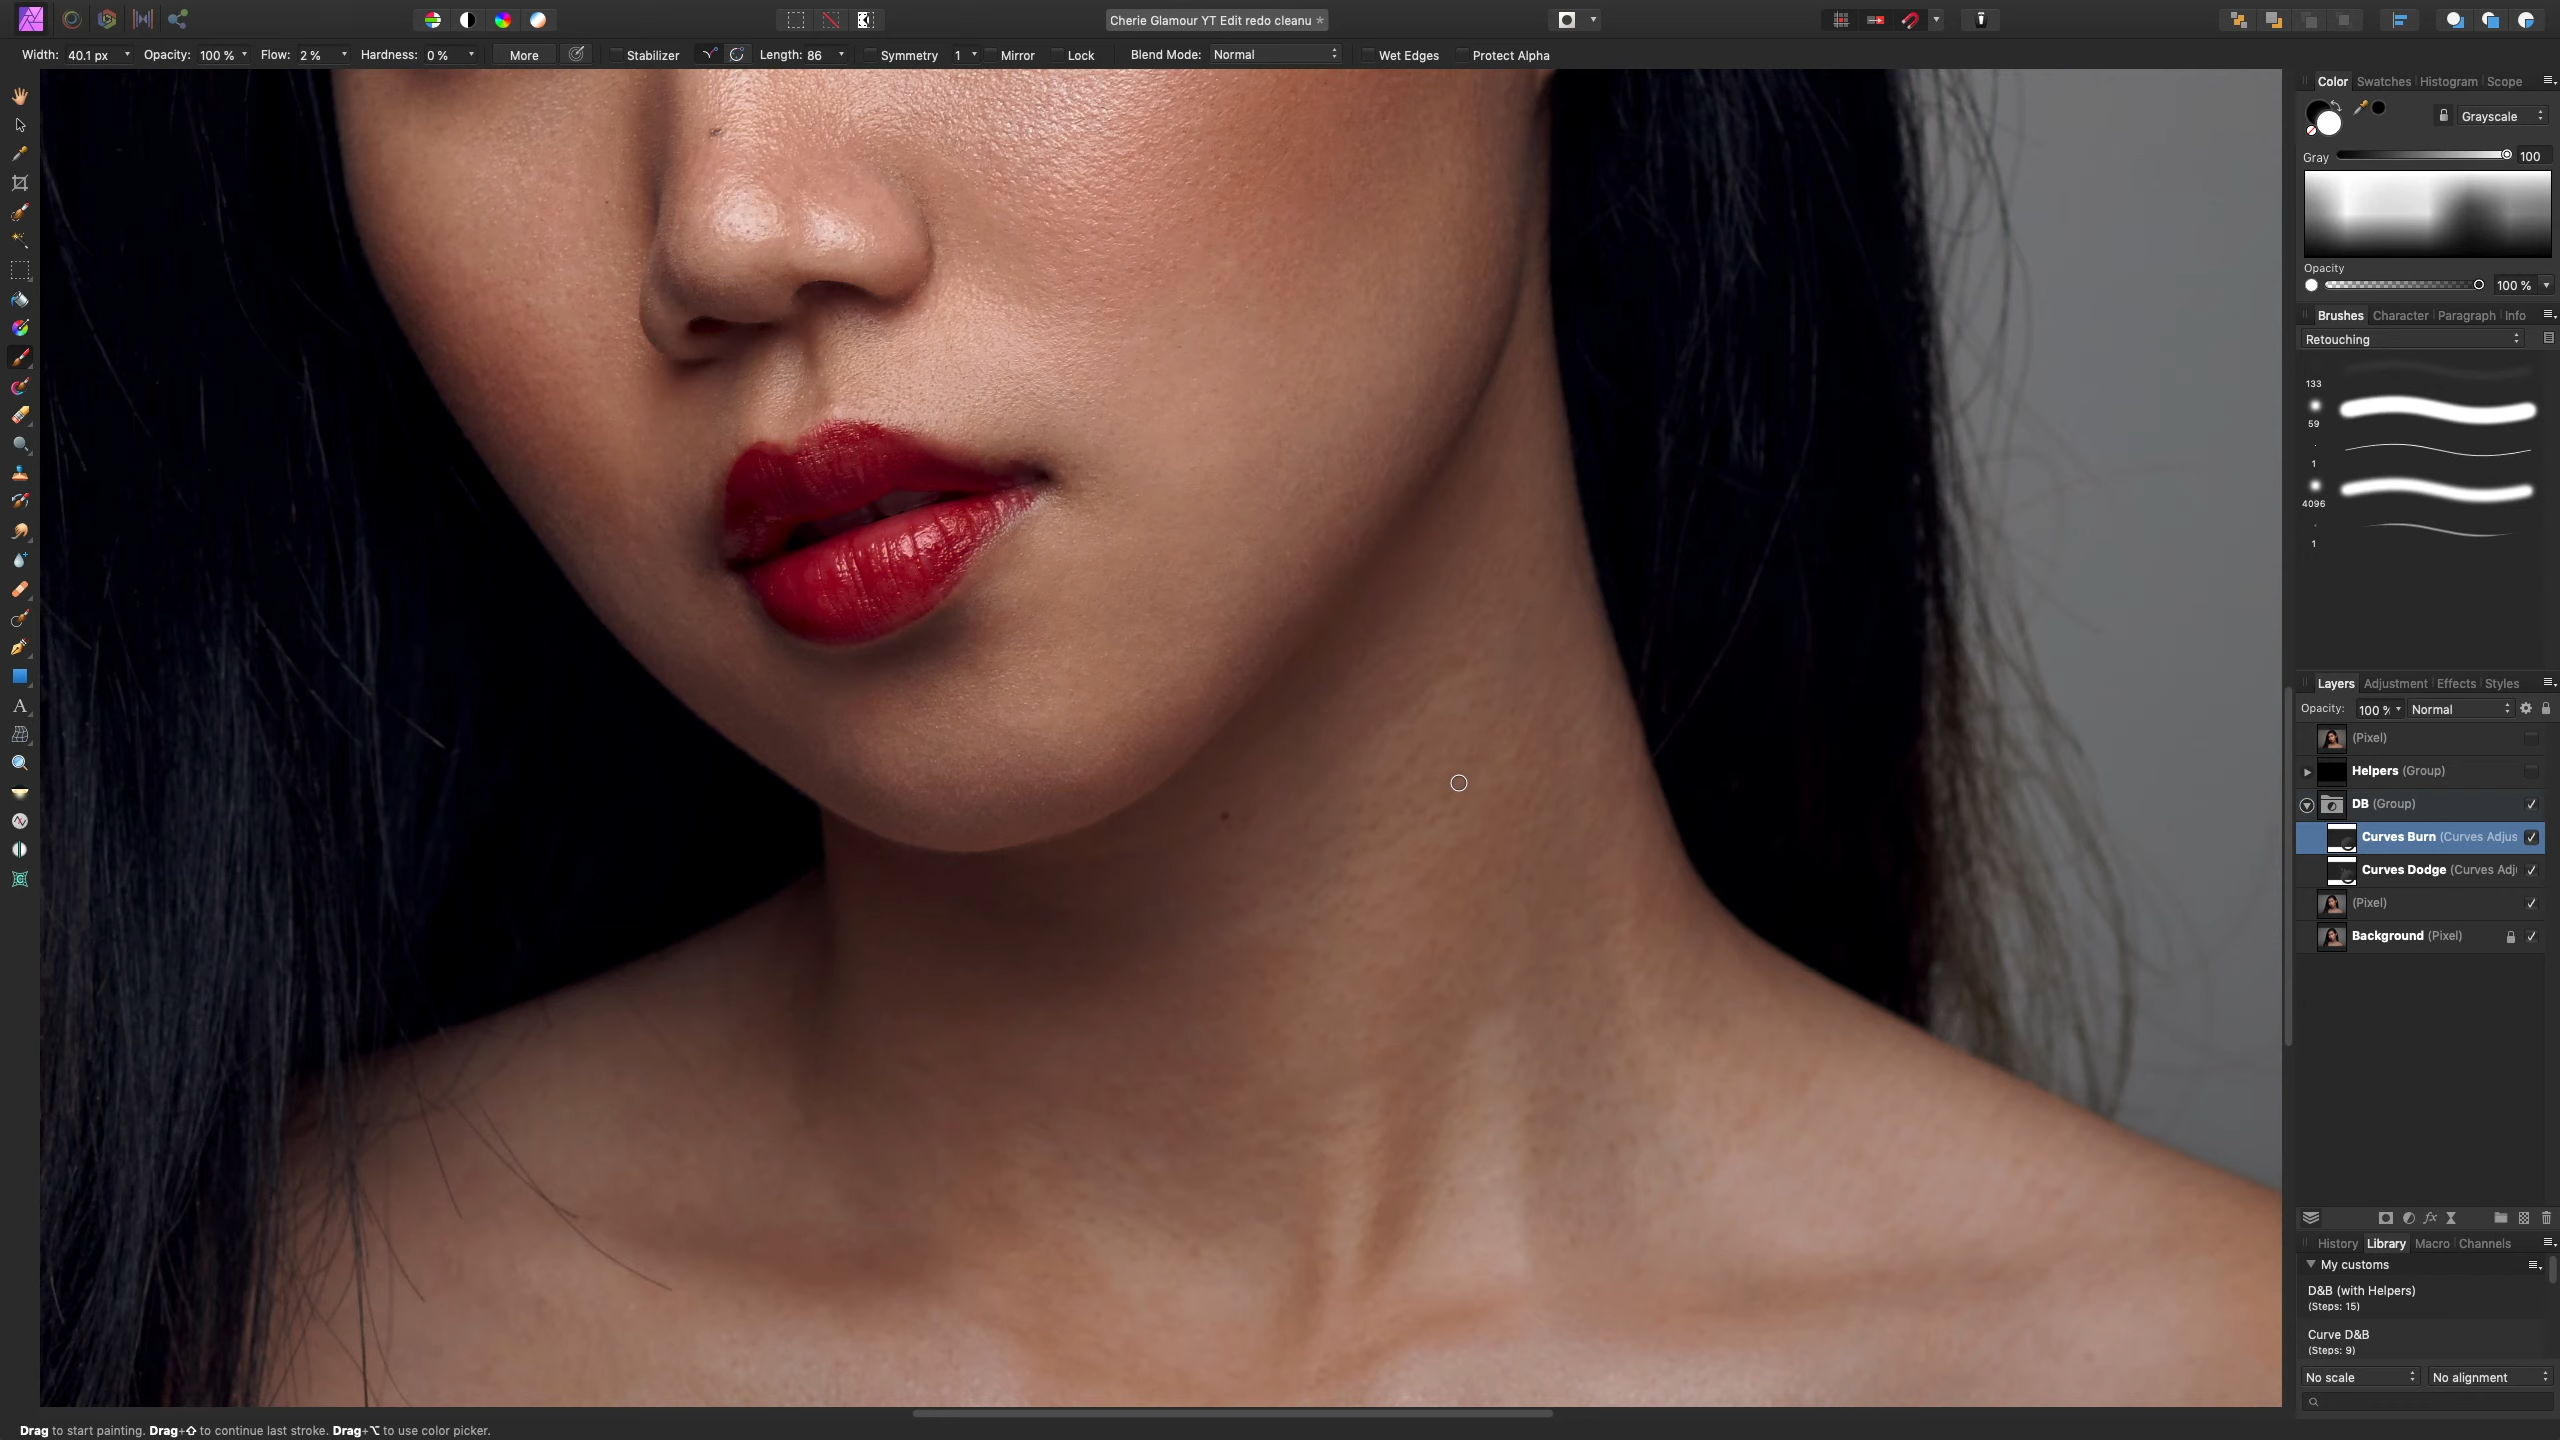 Cherie Glamour YT Edit redo cleanu *
Width: 40.1 px Opacity: 100 % Flow: 2 % Hardness: 0 % More Stabilizer Length: 86 Symmetry 1 Mirror Lock Blend Mode: Normal Wet Edges Protect Alpha
Color Swatches Histogram Scope
Grayscale
Gray 100
Opacity
100 %
Brushes Character Paragraph Info
Retouching
133
59
1
4096
1
Layers Adjustment Effects Styles
Opacity: 100 % Normal
(Pixel)
Helpers (Group)
DB (Group)
Curves Burn (Curves Adjus
Curves Dodge (Curves Adj
(Pixel)
Background (Pixel)
fx
History Library Macro Channels
My customs
D&B (with Helpers)
(Steps: 15)
Curve D&B
(Steps: 9)
No scale No alignment
Drag to start painting. Drag+⇧ to continue last stroke. Drag+⌥ to use color picker.